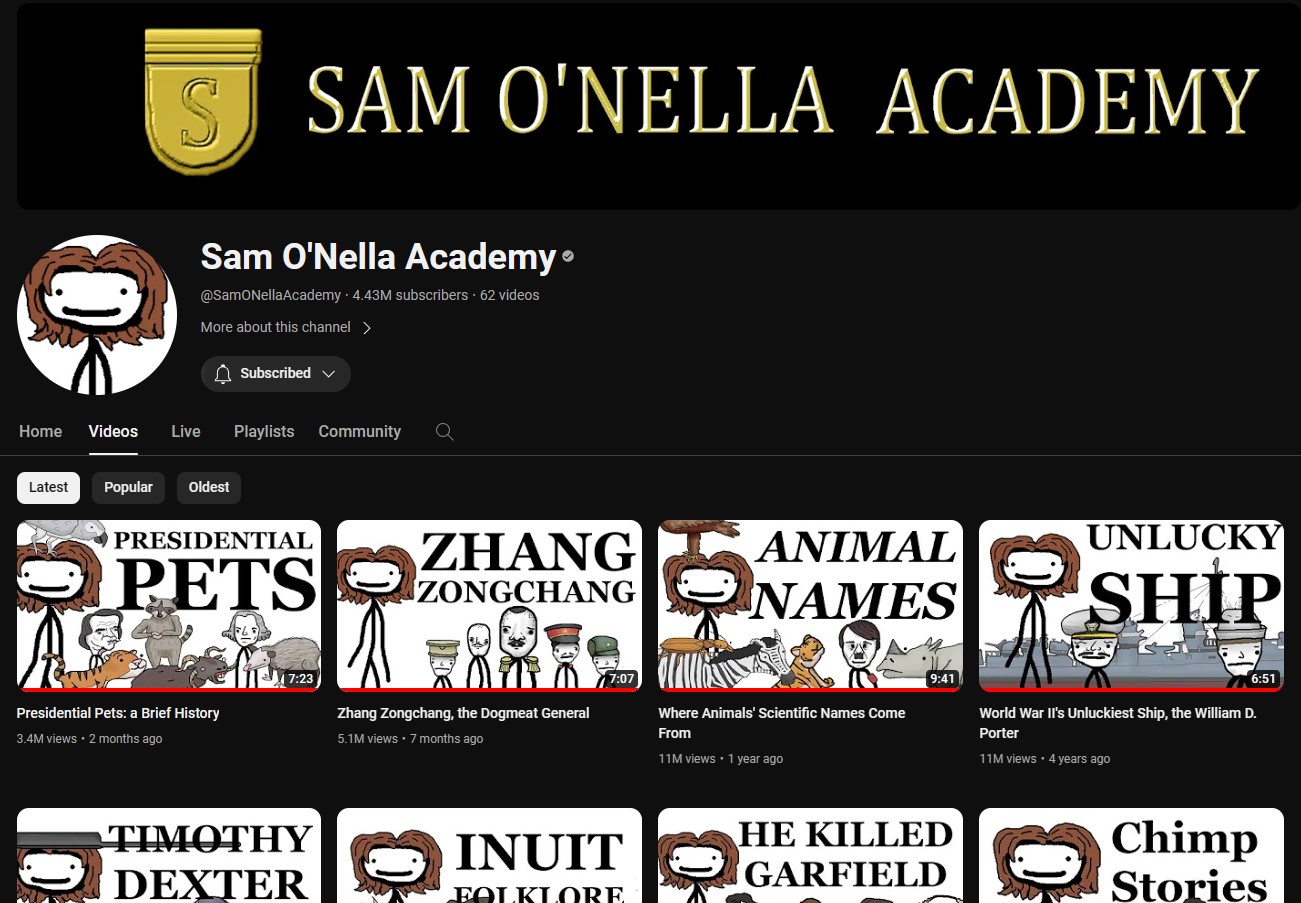 S
SAM O'NELLA ACADEMY
Sam O'Nella Academy
@SamONellaAcademy · 4.43M subscribers · 62 videos
More about this channel
Subscribed
Home Videos Live Playlists Community
Latest Popular Oldest
PRESIDENTIAL
PETS
7:23
ZHANG
ZONGCHANG
7:07
ANIMAL
NAMES
9:41
UNLUCKY
SHIP
6:51
Presidential Pets: a Brief History
3.4M views • 2 months ago
Zhang Zongchang, the Dogmeat General
5.1M views • 7 months ago
Where Animals' Scientific Names Come
From
11M views • 1 year ago
World War II's Unluckiest Ship, the William D.
Porter
11M views • 4 years ago
TIMOTHY
DEXTER
INUIT
FOLKLORE
HE KILLED
GARFIELD
Chimp
Stories